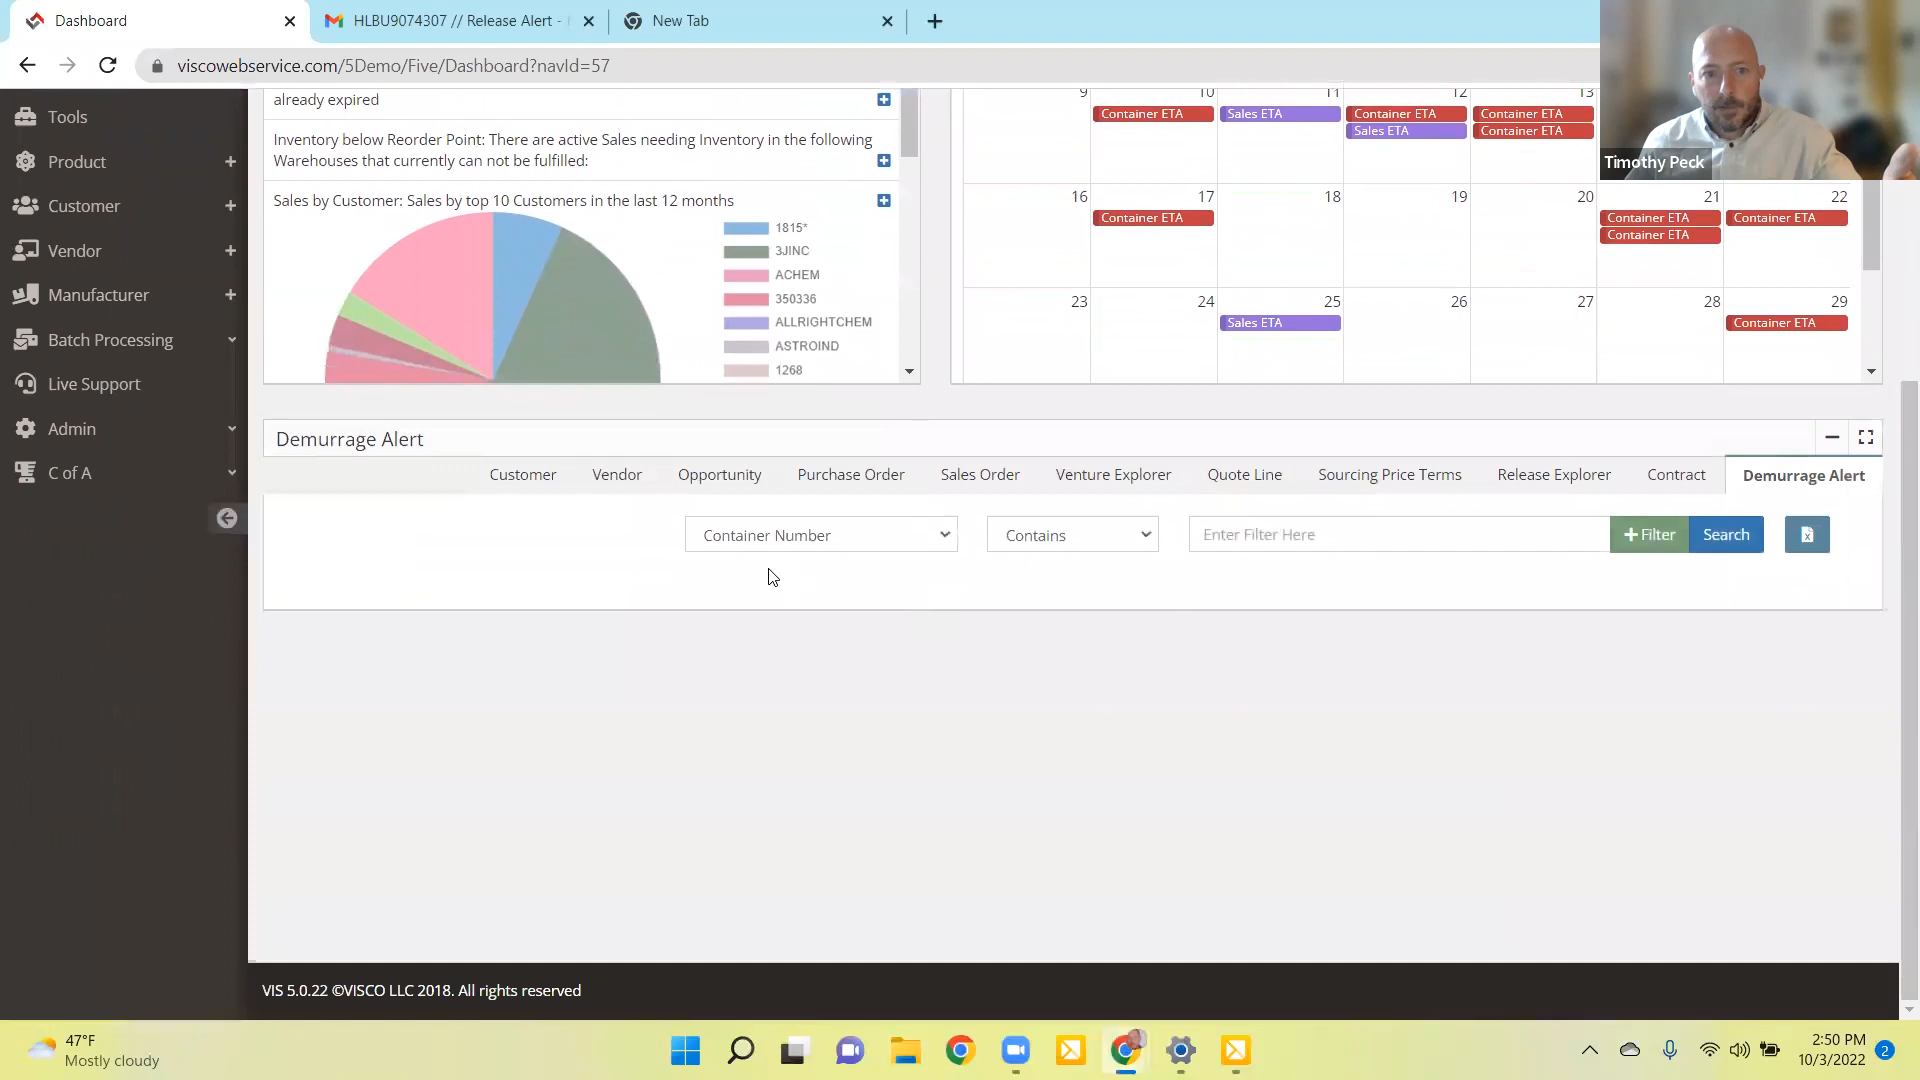 Dashboard
HLBU9074307 // Release Alert -
New Tab
viscowebservice.com/5Demo/Five/Dashboard?navId=57
Timothy Peck
Tools
Product
Customer
Vendor
Manufacturer
Batch Processing
Live Support
Admin
C of A
already expired
Inventory below Reorder Point: There are active Sales needing Inventory in the following
Warehouses that currently can not be fulfilled:
Sales by Customer: Sales by top 10 Customers in the last 12 months
1815*
3JINC
ACHEM
350336
ALLRIGHTCHEM
ASTROIND
1268
9 10 11 12 13
Container ETA Sales ETA Container ETA Container ETA
Sales ETA Container ETA
16 17 18 19 20 21 22
Container ETA Container ETA Container ETA
Container ETA
23 24 25 26 27 28 29
Sales ETA Container ETA
Demurrage Alert
Customer Vendor Opportunity Purchase Order Sales Order Venture Explorer Quote Line Sourcing Price Terms Release Explorer Contract Demurrage Alert
Container Number Contains Enter Filter Here +Filter Search
VIS 5.0.22 ©VISCO LLC 2018. All rights reserved
47°F
Mostly cloudy
2:50 PM
10/3/2022
2